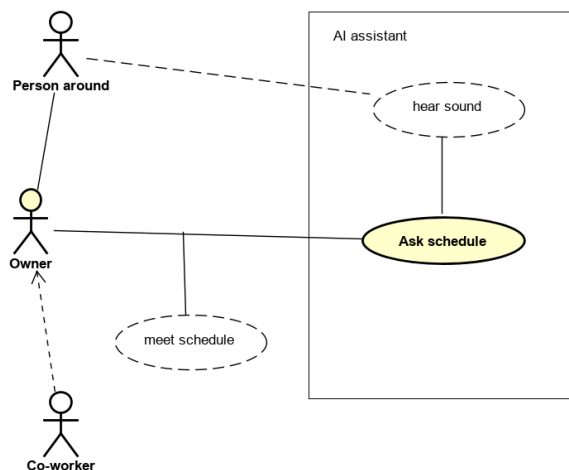 AI assistant
Person around
hear sound
Ask schedule
Owner
meet schedule
Co-worker